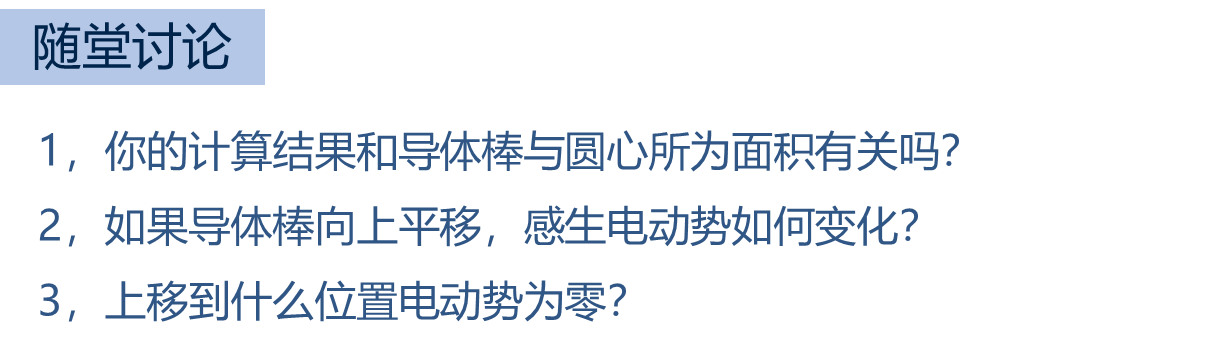 随堂讨论
1，你的计算结果和导体棒与圆心所为面积有关吗？
2，如果导体棒向上平移，感生电动势如何变化？
3，上移到什么位置电动势为零？